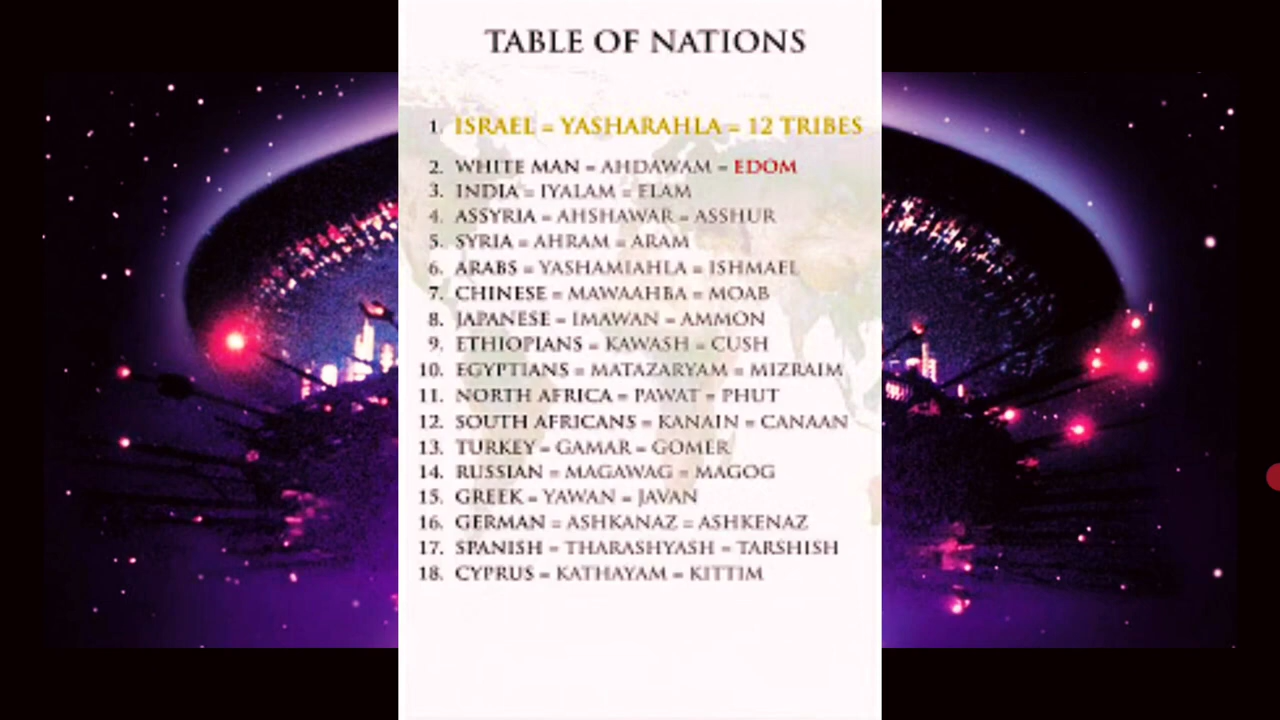 TABLE OF NATIONS
1. ISRAEL = YASHARAHLA = 12 TRIBES
2. WHITE MAN = AHDAWAM = EDOM
3. INDIA = IYALAM = ELAM
4. ASSYRIA = AHSHAWAR = ASSHUR
5. SYRIA = AHRAM = ARAM
6. ARABS = YASHAMIAHLA = ISHMAEL
7. CHINESE = MAWAAHBA = MOAB
8. JAPANESE = IMAWAN = AMMON
9. ETHIOPIANS = KAWASH = CUSH
10. EGYPTIANS = MATAZARYAM = MIZRAIM
11. NORTH AFRICA = PAWAT = PHUT
12. SOUTH AFRICANS = KANAIN = CANAAN
13. TURKEY = GAMAR = GOMER
14. RUSSIAN = MAGAWAG = MAGOG
15. GREEK = YAWAN = JAVAN
16. GERMAN = ASHKANAZ = ASHKENAZ
17. SPANISH = THARASHYASH = TARSHISH
18. CYPRUS = KATHAYAM = KITTIM